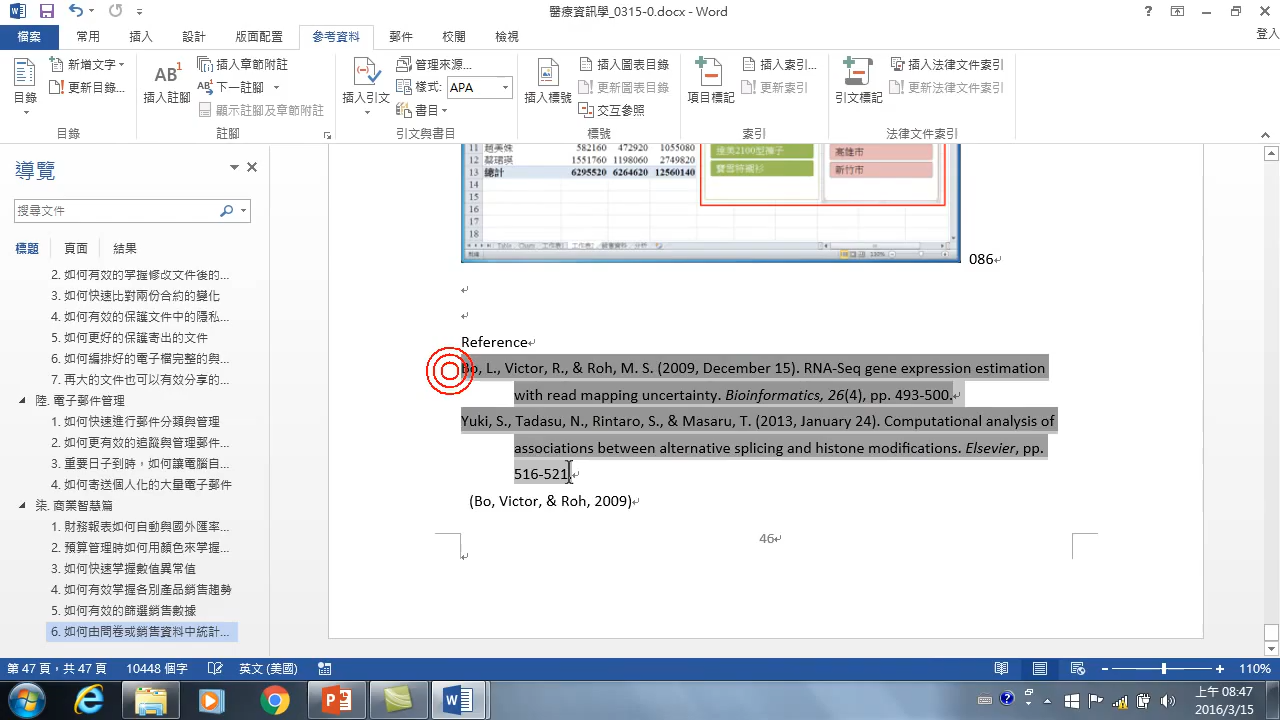 醫療資訊學_0315-0.docx - Word
檔案 常用 插入 設計 版面配置 參考資料 郵件 校閱 檢視 登入
目錄
新增文字
更新目錄...
目錄
AB1
插入註腳
插入章節附註
下一註腳
顯示註腳及章節附註
註腳
插入引文
管理來源...
樣式: APA
書目
引文與書目
插入標號
插入圖表目錄
更新圖表目錄
交互參照
標號
項目標記
插入索引...
更新索引
索引
引文標記
插入法律文件索引
更新法律文件索引
法律文件索引
導覽
搜尋文件
標題 頁面 結果
2. 如何有效的掌握修改文件後的...
3. 如何快速比對兩份合約的變化
4. 如何有效的保護文件中的隱私...
5. 如何更好的保護寄出的文件
6. 如何編排好的電子檔完整的與...
7. 再大的文件也可以有效分享的...
陸. 電子郵件管理
1. 如何快速進行郵件分類與管理
2. 如何更有效的追蹤與管理郵件...
3. 重要日子到時，如何讓電腦自...
4. 如何寄送個人化的大量電子郵件
柒. 商業智慧篇
1. 財務報表如何自動與國外匯率...
2. 預算管理時如何用顏色來掌握...
3. 如何快速掌握數值異常值
4. 如何有效掌握各別產品銷售趨勢
5. 如何有效的篩選銷售數據
6. 如何由問卷或銷售資料中統計...
11 趙美姝 582160 472920 1055080
12 蔡珺瑛 1551760 1198060 2749820
13 總計 6295520 6264620 12560140
14
15
16
17
18
高雄市
新竹市
086
Reference
Bo, L., Victor, R., & Roh, M. S. (2009, December 15). RNA-Seq gene expression estimation
with read mapping uncertainty. Bioinformatics, 26(4), pp. 493-500.
Yuki, S., Tadasu, N., Rintaro, S., & Masaru, T. (2013, January 24). Computational analysis of
associations between alternative splicing and histone modifications. Elsevier, pp.
516-521.
(Bo, Victor, & Roh, 2009)
46
第 47 頁，共 47 頁 10448 個字 英文 (美國) 110%
上午 08:47
2016/3/15